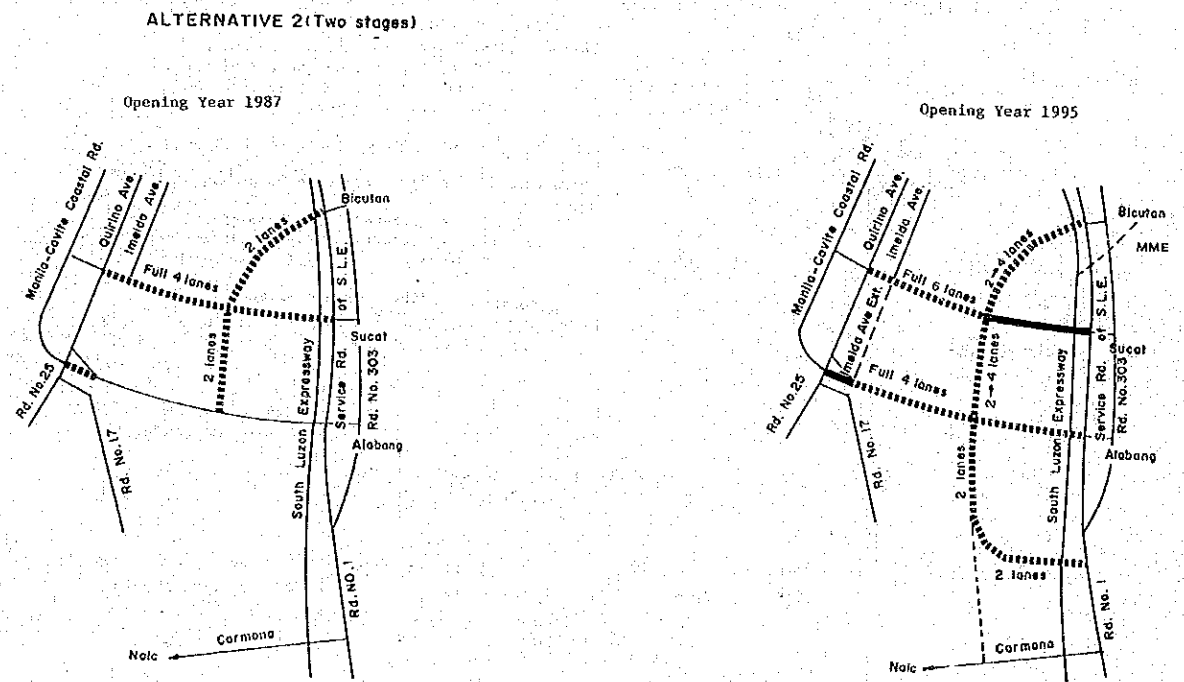 ALTERNATIVE 2(Two stages)
Opening Year 1987
Manila-Cavite Coastal Rd.
Quirino Ave.
Imelda Ave.
Bicutan
2 lanes
Full 4 lanes
2 lanes
South Luzon Expressway
Service Rd. of S.L.E.
Sucat
Rd. No.303
Rd. No.25
Rd. No.17
Alabang
Rd. NO.1
Carmona
Naic
Opening Year 1995
Manila-Cavite Coastal Rd.
Quirino Ave.
Imelda Ave.
Bicutan
MME
2→4 lanes
Full 6 lanes
Imelda Ave Ext.
2→4 lanes
South Luzon Expressway
Service Rd. of S.L.E.
Sucat
Rd. No.303
Full 4 lanes
Rd. No.25
Rd. No.17
Alabang
2 lanes
2 lanes
Rd. No.1
Carmona
Naic